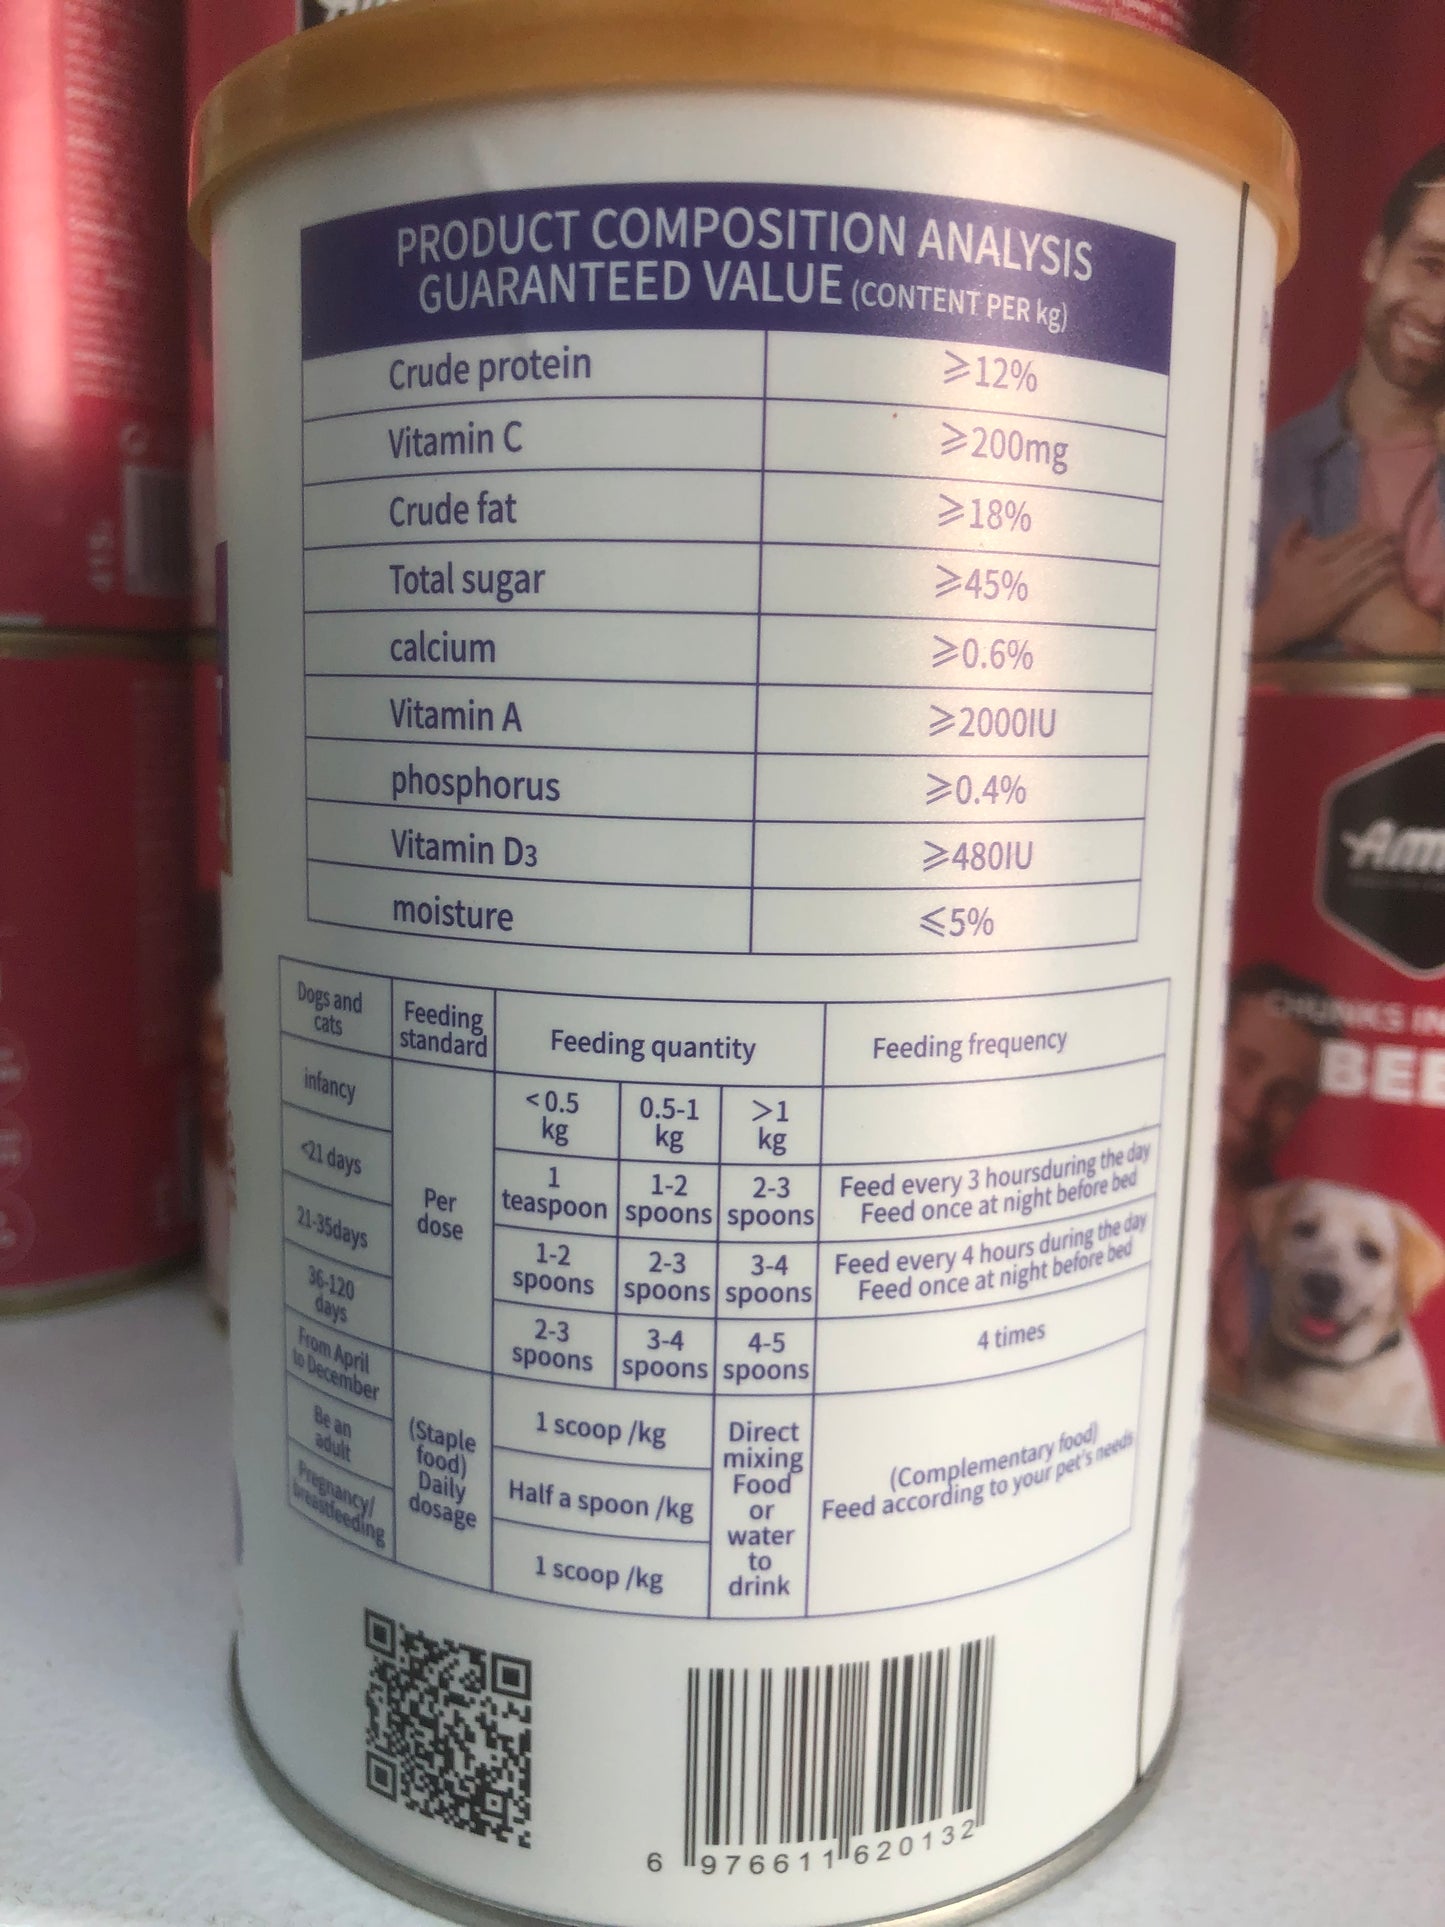 PRODUCT COMPOSITION ANALYSIS
GUARANTEED VALUE (CONTENT PER kg)
Crude protein ⩾12%
Vitamin C ⩾200mg
Crude fat ⩾18%
Total sugar ⩾45%
calcium ⩾0.6%
Vitamin A ⩾2000IU
phosphorus ⩾0.4%
Vitamin D3 ⩾480IU
moisture ⩽5%
Dogs and
cats
Feeding
standard
Feeding quantity
Feeding frequency
infancy
<0.5
kg
0.5-1
kg
>1
kg
<21 days
Per
dose
1
teaspoon
1-2
spoons
2-3
spoons
Feed every 3 hoursduring the day
Feed once at night before bed
21-35days
1-2
spoons
2-3
spoons
3-4
spoons
Feed every 4 hours during the day
Feed once at night before bed
36-120
days
2-3
spoons
3-4
spoons
4-5
spoons
4 times
From April
to December
(Staple
food)
Daily
dosage
1 scoop /kg
Direct
mixing
Food
or
water
to
drink
(Complementary food)
Feed according to your pet's needs
Be an
adult
Half a spoon /kg
Pregnancy/
breastfeeding
1 scoop /kg
6 976611 620132
CHUNKS IN